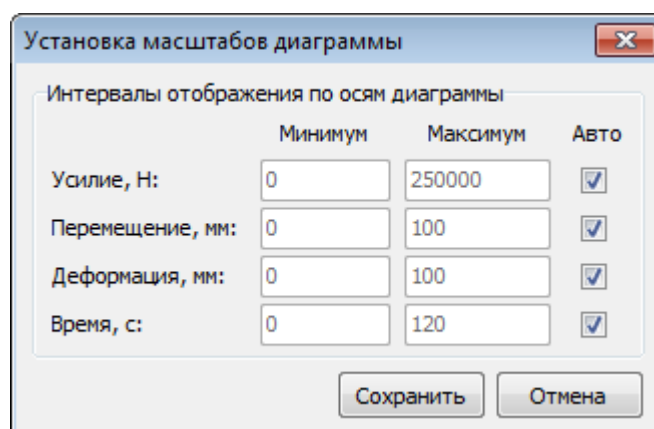 Установка масштабов диаграммы
Интервалы отображения по осям диаграммы
Минимум Максимум Авто
Усилие, Н: 0 250000
Перемещение, мм: 0 100
Деформация, мм: 0 100
Время, с: 0 120
Сохранить Отмена